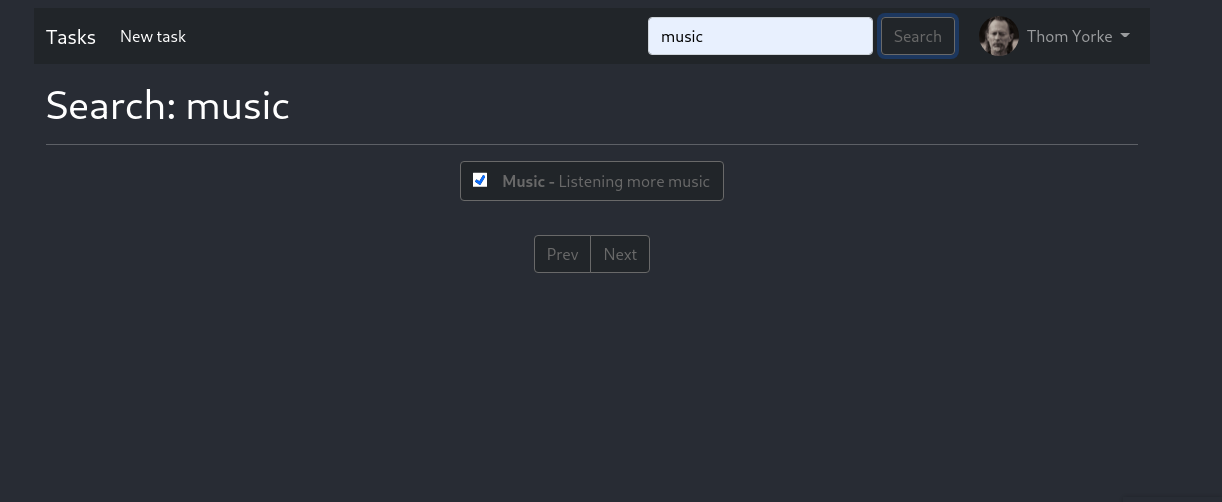 Tasks New task music Search Thom Yorke
Search: music
Music - Listening more music
Prev Next